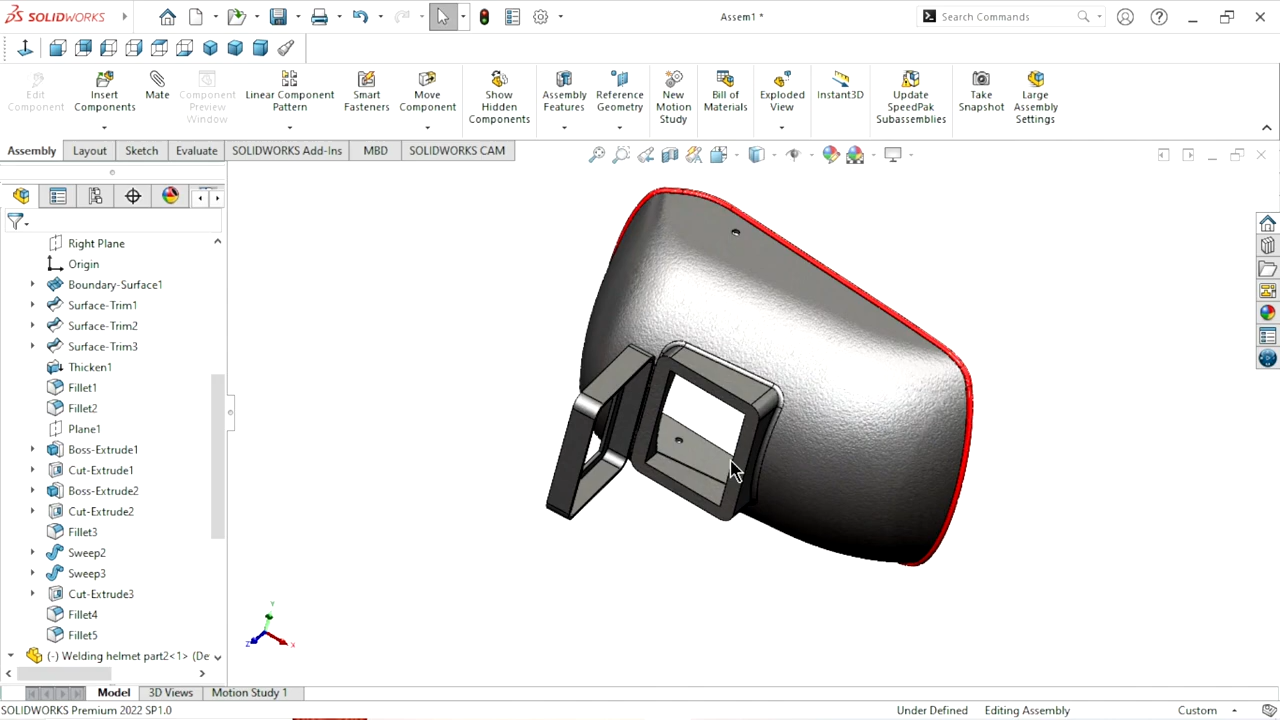 SOLIDWORKS
Assem1 *
Search Commands
Edit
Component
Insert
Components
Mate
Component
Preview
Window
Linear Component
Pattern
Smart
Fasteners
Move
Component
Show
Hidden
Components
Assembly
Features
Reference
Geometry
New
Motion
Study
Bill of
Materials
Exploded
View
Instant3D
Update
SpeedPak
Subassemblies
Take
Snapshot
Large
Assembly
Settings
Assembly
Layout
Sketch
Evaluate
SOLIDWORKS Add-Ins
MBD
SOLIDWORKS CAM
Right Plane
Origin
Boundary-Surface1
Surface-Trim1
Surface-Trim2
Surface-Trim3
Thicken1
Fillet1
Fillet2
Plane1
Boss-Extrude1
Cut-Extrude1
Boss-Extrude2
Cut-Extrude2
Fillet3
Sweep2
Sweep3
Cut-Extrude3
Fillet4
Fillet5
(-) Welding helmet part2<1> (De
Y
Z
X
Model
3D Views
Motion Study 1
SOLIDWORKS Premium 2022 SP1.0
Under Defined
Editing Assembly
Custom